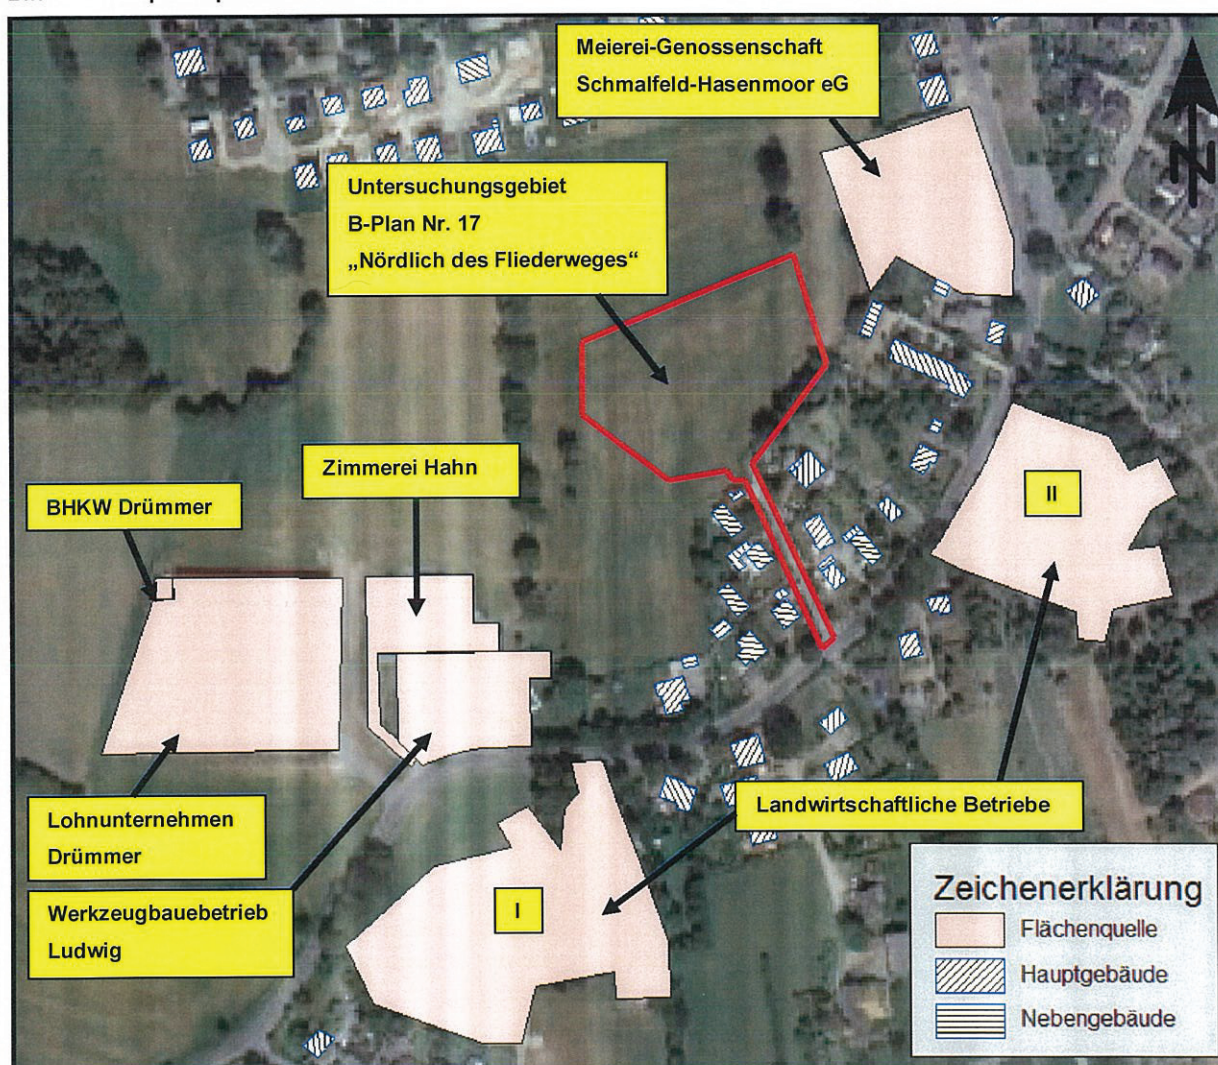 Meierei-Genossenschaft
Schmalfeld-Hasenmoor eG
N
Untersuchungsgebiet
B-Plan Nr. 17
„Nördlich des Fliederweges“
Zimmerei Hahn
BHKW Drümmer
II
Lohnunternehmen
Drümmer
Landwirtschaftliche Betriebe
Werkzeugbauebetrieb
Ludwig
I
Zeichenerklärung
Flächenquelle
Hauptgebäude
Nebengebäude